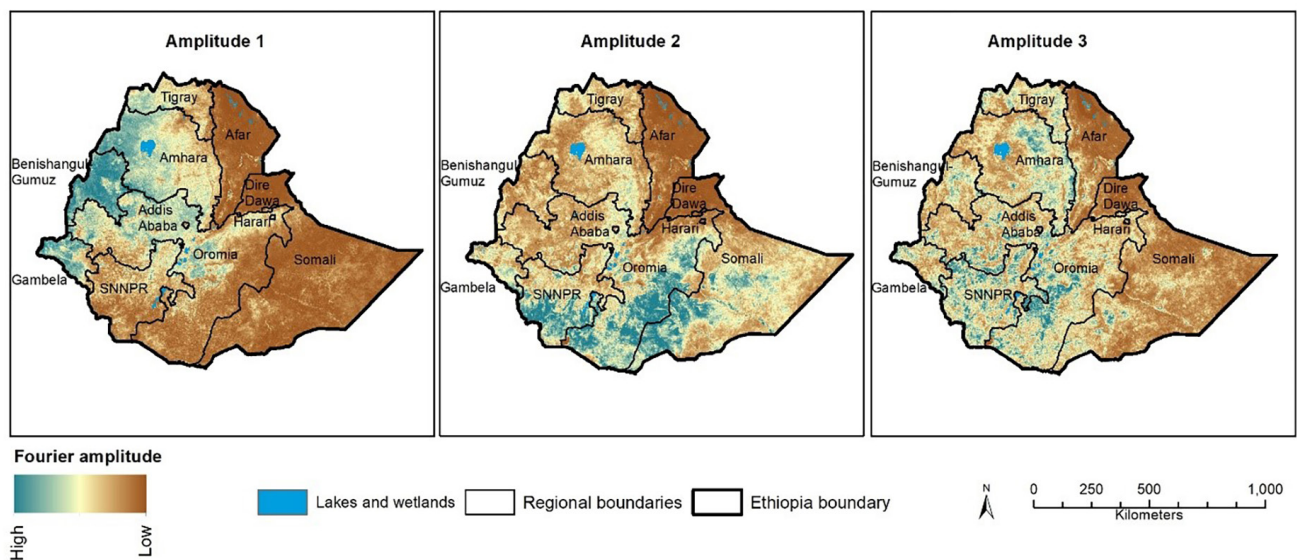 Amplitude 1
Tigray
Afar
Amhara
Benishangul
Gumuz
Dire
Dawa
Addis
Ababa
Harari
Oromia
Somali
Gambela
SNNPR
Amplitude 2
Tigray
Afar
Amhara
Benishangul
Gumuz
Dire
Dawa
Addis
Ababa
Harari
Oromia
Somali
Gambela
SNNPR
Amplitude 3
Tigray
Afar
Amhara
Benishangul-
Gumuz
Dire
Dawa
Addis
Ababa
Harari
Oromia
Somali
Gambela
SNNPR
Fourier amplitude
High
Low
Lakes and wetlands
Regional boundaries
Ethiopia boundary
N
0 250 500 1,000
Kilometers